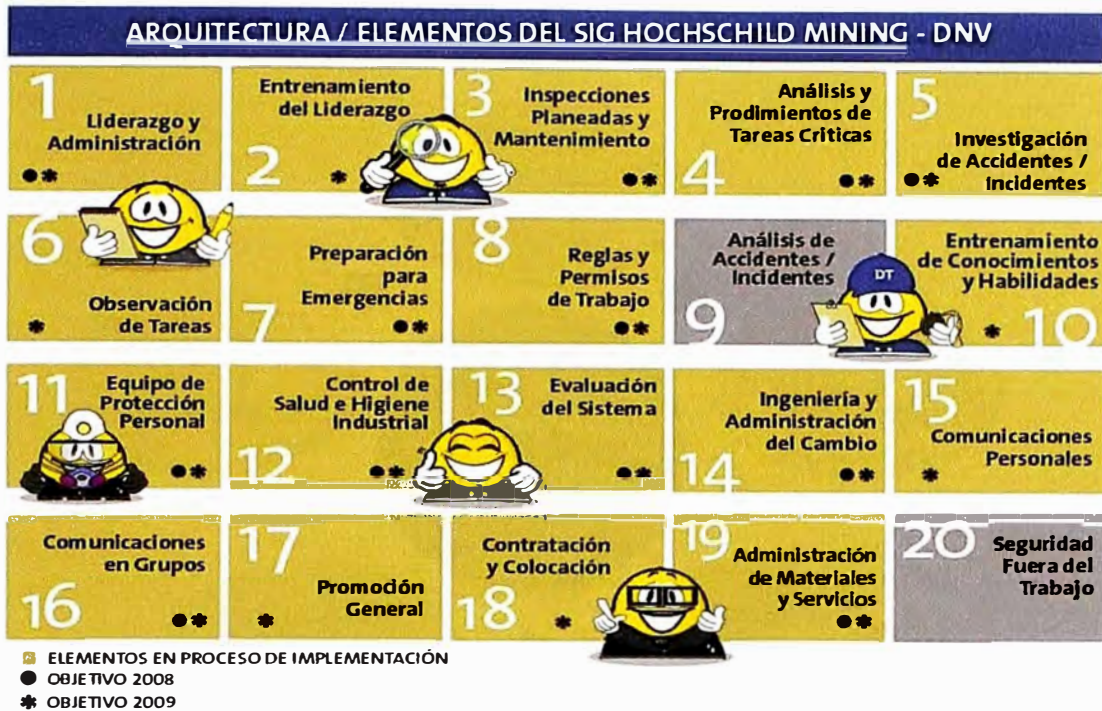 ARQUITECTURA / ELEMENTOS DEL SIG HOCHSCHILD MINING - DNV
1
Liderazgo y
Administración
●*
Entrenamiento
del Liderazgo
2
*
3
Inspecciones
Planeadas y
Mantenimiento
●*
Análisis y
Prodimientos de
Tareas Criticas
4
●*
5
Investigación
de Accidentes /
Incidentes
●*
6
Observación
de Tareas
*
Preparación
para
Emergencias
7
●*
8
Reglas y
Permisos
de Trabajo
●*
Análisis de
Accidentes /
Incidentes
9
DT
Entrenamiento
de Conocimientos
y Habilidades
* 10
11
Equipo de
Protección
Personal
●*
Control de
Salud e Higiene
Industrial
12
●*
13
Evaluación
del Sistema
●*
Ingeniería y
Administración
del Cambio
14
●*
15
Comunicaciones
Personales
*
Comunicaciones
en Grupos
16
●*
17
Promoción
General
*
Contratación
y Colocación
18
*
19
Administración
de Materiales
y Servicios
●*
20
Seguridad
Fuera del
Trabajo
ELEMENTOS EN PROCESO DE IMPLEMENTACIÓN
● OBJETIVO 2008
* OBJETIVO 2009